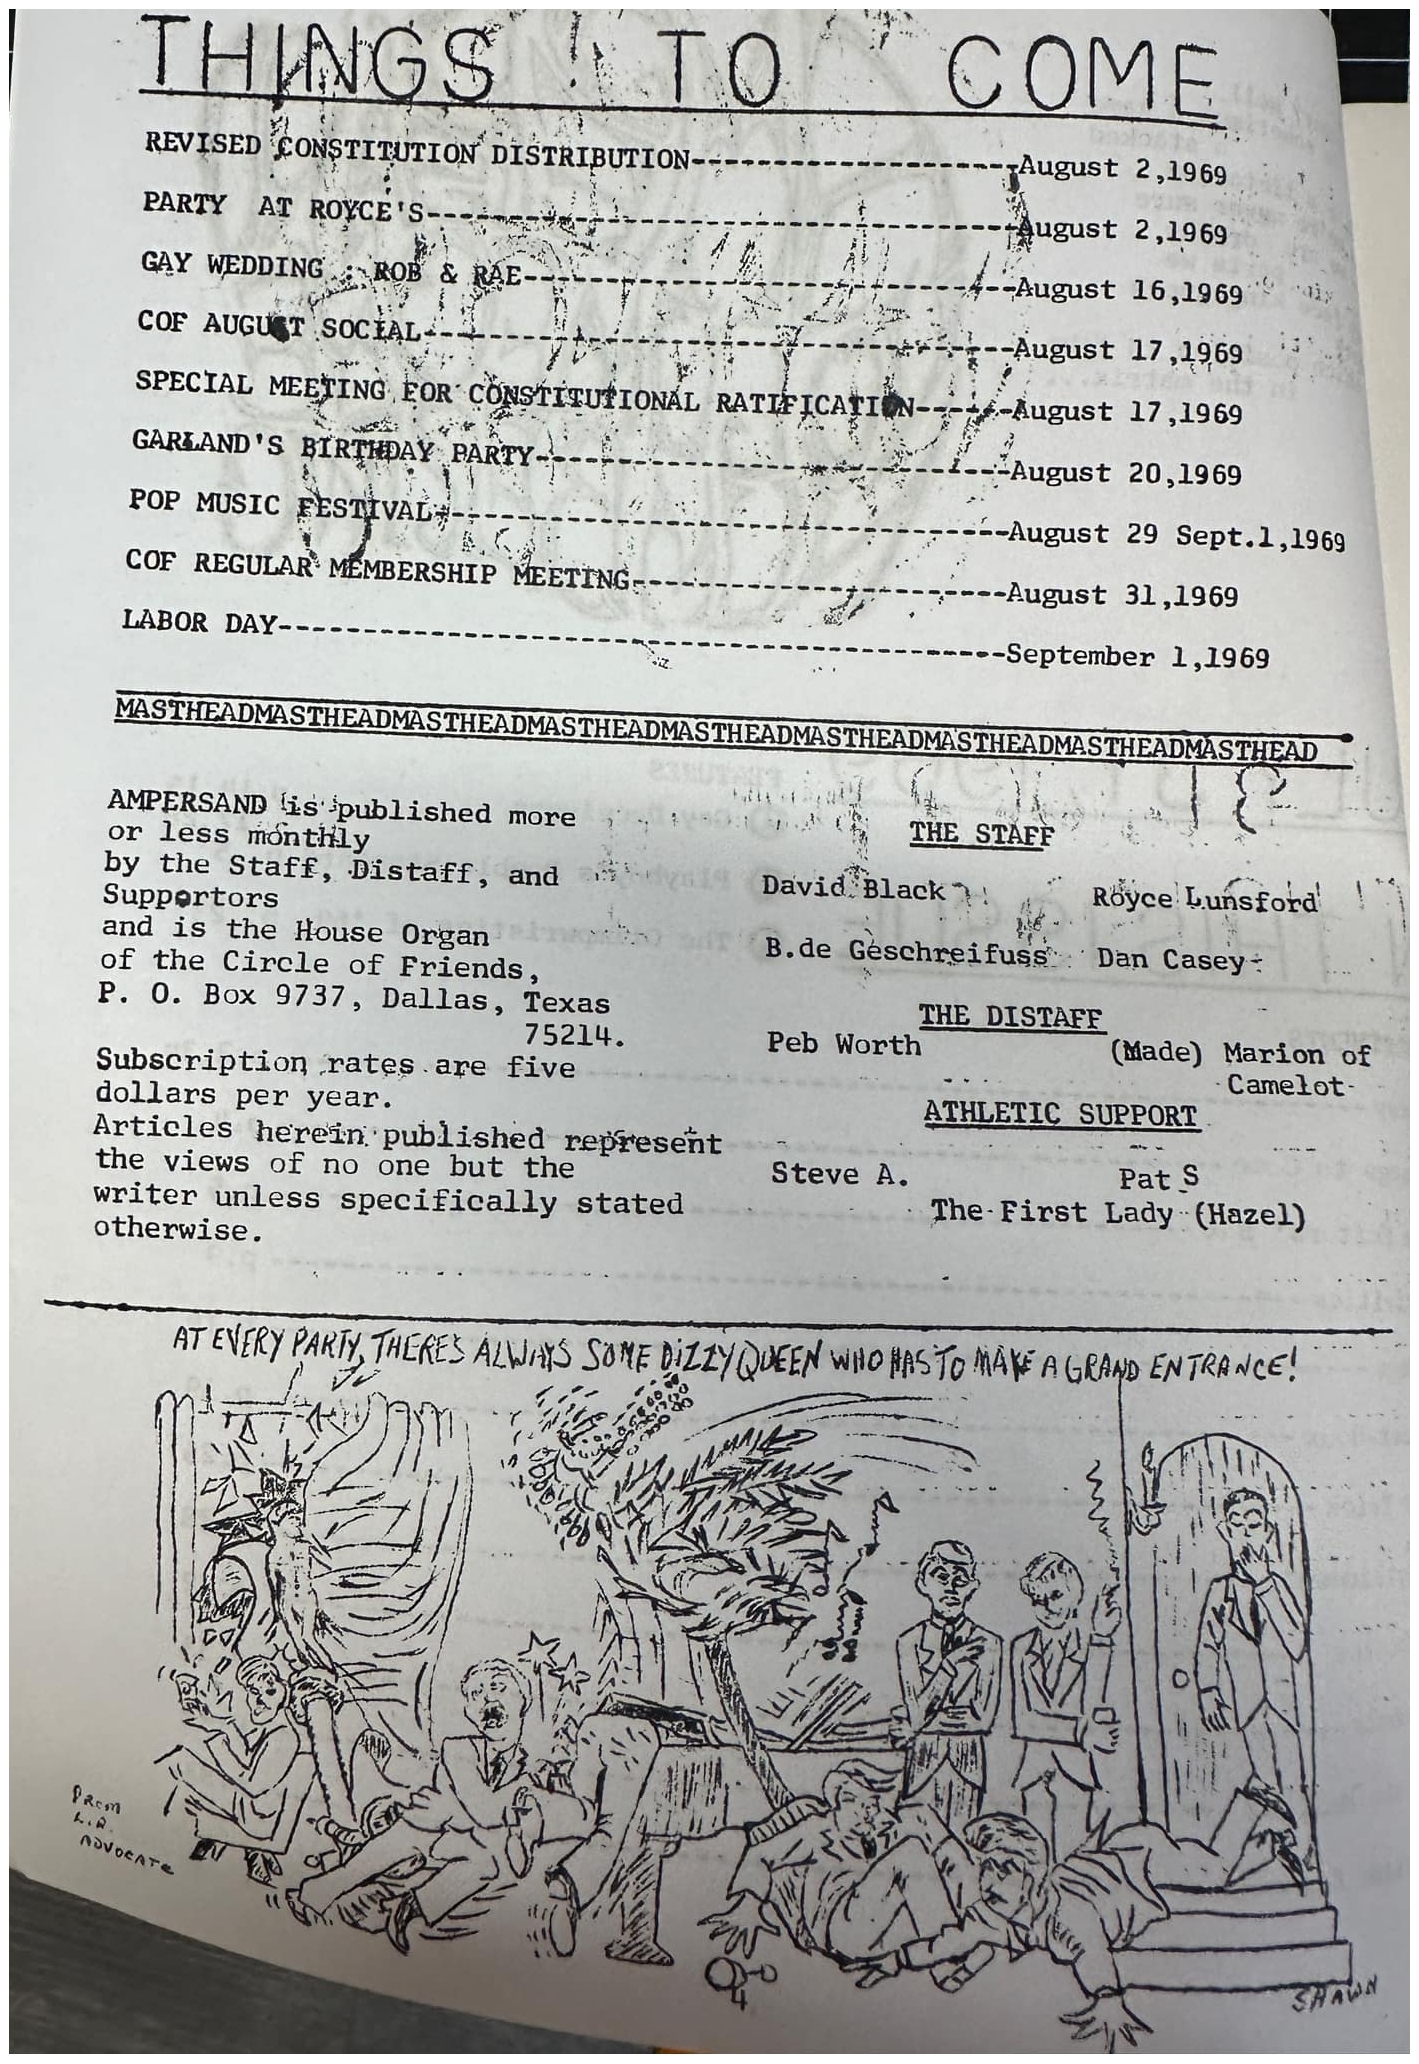 THINGS TO COME
REVISED CONSTITUTION DISTRIBUTION--------------------August 2,1969
PARTY AT ROYCE'S-----------------------------------August 2,1969
GAY WEDDING : ROB & RAE-----------------------------August 16,1969
COF AUGUST SOCIAL-----------------------------------August 17,1969
SPECIAL MEETING FOR CONSTITUTIONAL RATIFICATION------August 17,1969
GARLAND'S BIRTHDAY PARTY----------------------------August 20,1969
POP MUSIC FESTIVAL----------------------------------August 29 Sept.1,1969
COF REGULAR MEMBERSHIP MEETING----------------------August 31,1969
LABOR DAY-------------------------------------------September 1,1969
MASTHEADMASTHEADMASTHEADMASTHEADMASTHEADMASTHEADMASTHEADMASTHEADMASTHEAD
AMPERSAND is published more
or less monthly
by the Staff, Distaff, and
Supportors
and is the House Organ
of the Circle of Friends,
P. O. Box 9737, Dallas, Texas
75214.
Subscription rates are five
dollars per year.
Articles herein published represent
the views of no one but the
writer unless specifically stated
otherwise.
THE STAFF
David Black Royce Lunsford
B.de Geschreifuss Dan Casey
THE DISTAFF
Peb Worth (Made) Marion of
Camelot
ATHLETIC SUPPORT
Steve A. Pat S
The First Lady (Hazel)
AT EVERY PARTY, THERE'S ALWAYS SOME DIZZY QUEEN WHO HAS TO MAKE A GRAND ENTRANCE!
FROM
L.A.
ADVOCATE
SHAWN
4